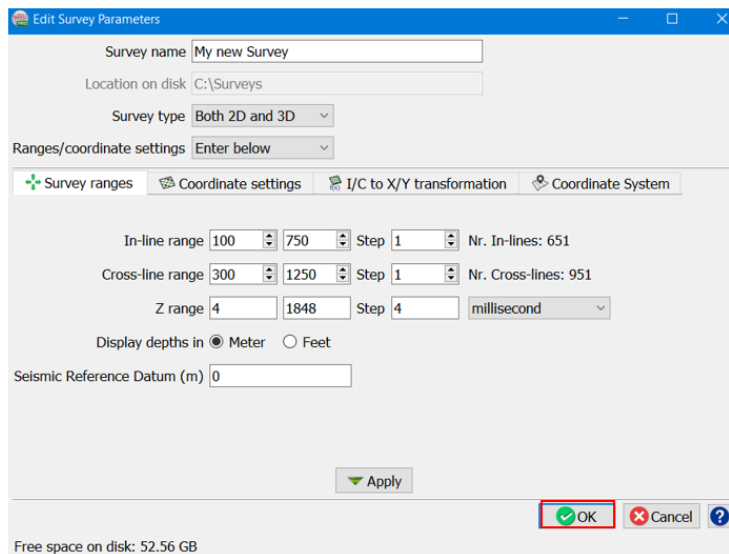 Edit Survey Parameters
Survey name My new Survey
Location on disk C:\Surveys
Survey type Both 2D and 3D
Ranges/coordinate settings Enter below
Survey ranges Coordinate settings I/C to X/Y transformation Coordinate System
In-line range 100 750 Step 1 Nr. In-lines: 651
Cross-line range 300 1250 Step 1 Nr. Cross-lines: 951
Z range 4 1848 Step 4 millisecond
Display depths in Meter Feet
Seismic Reference Datum (m) 0
Apply
OK Cancel ?
Free space on disk: 52.56 GB